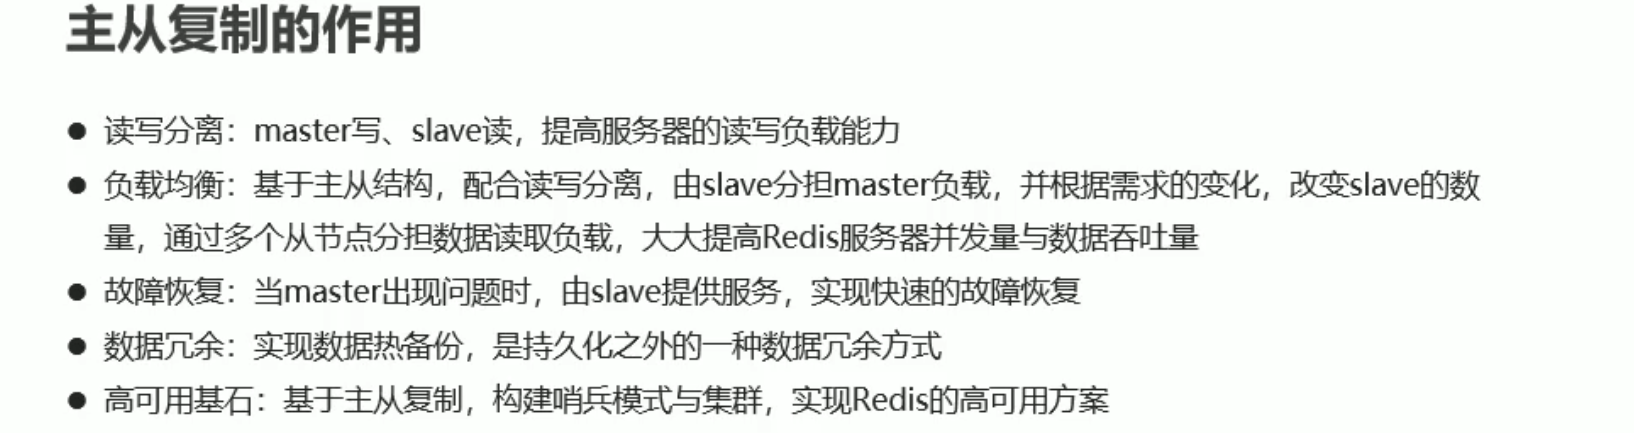 主从复制的作用
● 读写分离：master写、slave读，提高服务器的读写负载能力
● 负载均衡：基于主从结构，配合读写分离，由slave分担master负载，并根据需求的变化，改变slave的数
量，通过多个从节点分担数据读取负载，大大提高Redis服务器并发量与数据吞吐量
● 故障恢复：当master出现问题时，由slave提供服务，实现快速的故障恢复
● 数据冗余：实现数据热备份，是持久化之外的一种数据冗余方式
● 高可用基石：基于主从复制，构建哨兵模式与集群，实现Redis的高可用方案